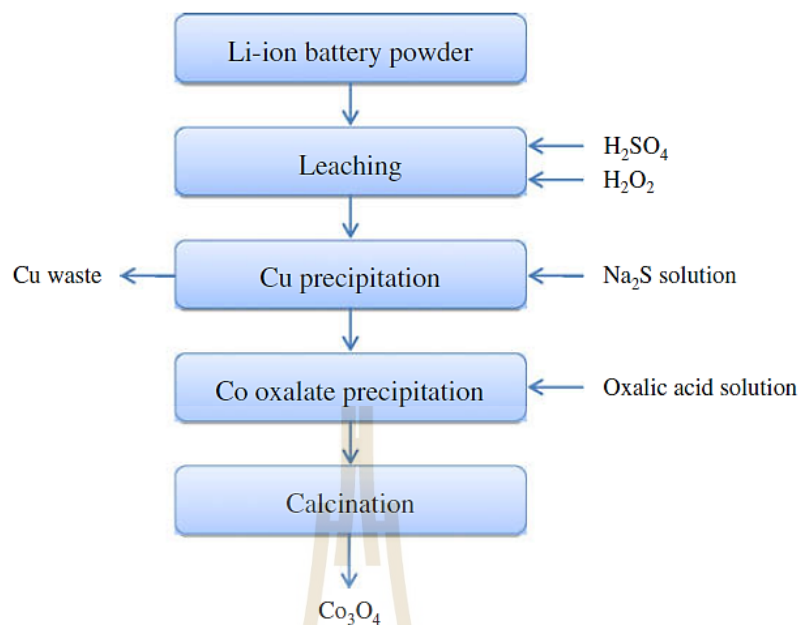 Li-ion battery powder
Leaching
H₂SO₄
H₂O₂
Cu waste
Cu precipitation
Na₂S solution
Co oxalate precipitation
Oxalic acid solution
Calcination
Co₃O₄